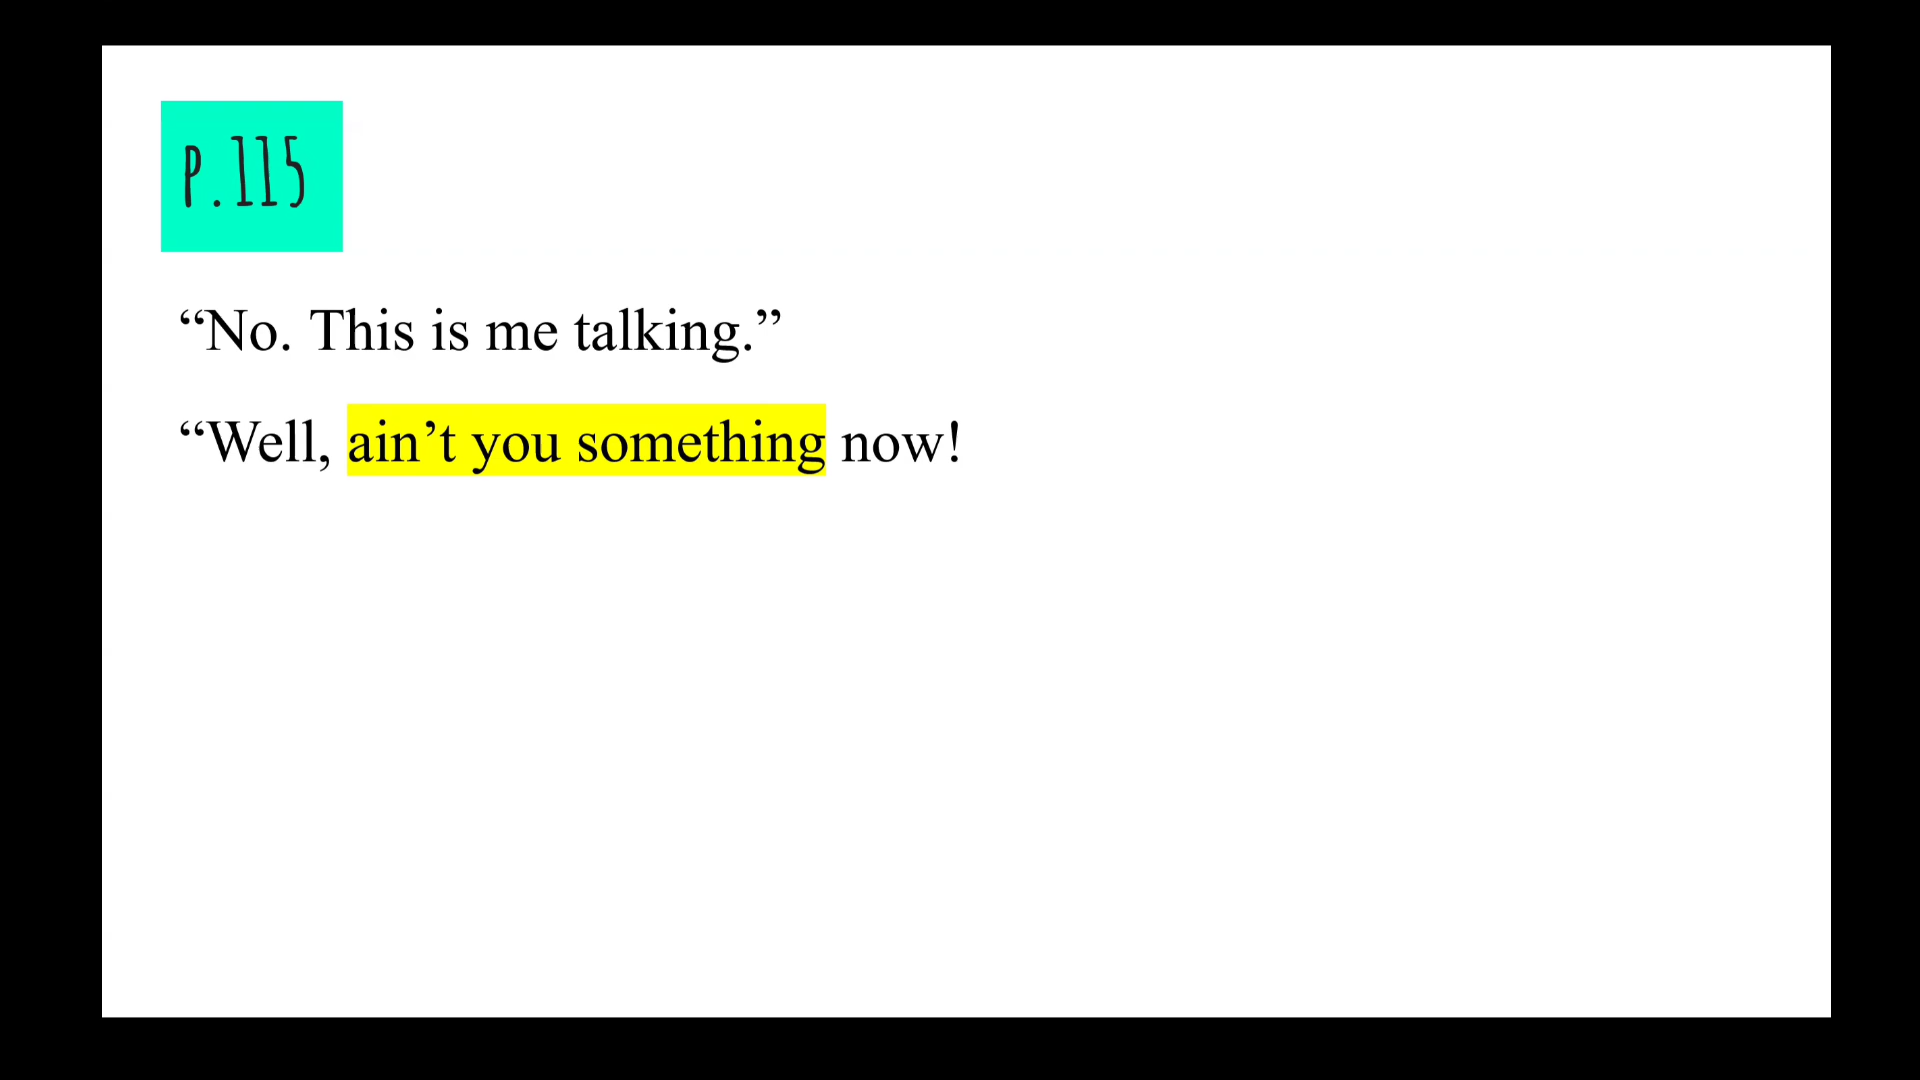 P.115
“No. This is me talking.”
“Well, ain’t you something now!